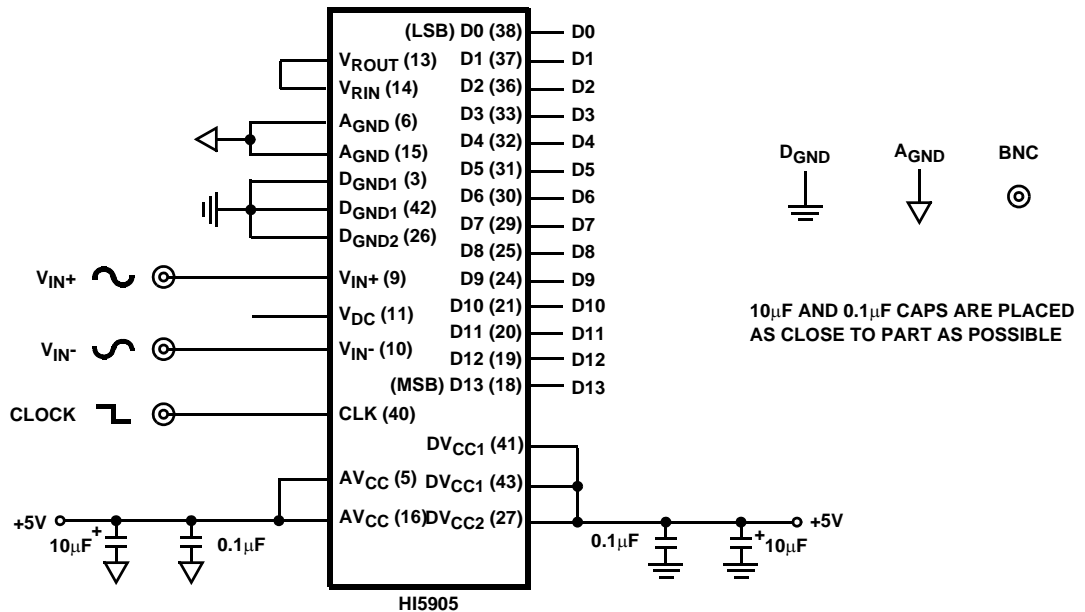 (LSB) D0 (38) D0
VROUT (13) D1 (37) D1
VRIN (14) D2 (36) D2
AGND (6) D3 (33) D3
D4 (32) D4
AGND (15) D5 (31) D5
DGND1 (3) D6 (30) D6
DGND1 (42) D7 (29) D7
DGND2 (26) D8 (25) D8
VIN+ VIN+ (9) D9 (24) D9
D10 (21) D10
VDC (11) D11 (20) D11
VIN- VIN- (10) D12 (19) D12
(MSB) D13 (18) D13
CLOCK CLK (40)
DVCC1 (41)
AVCC (5) DVCC1 (43)
+5V AVCC (16) DVCC2 (27) +5V
10μF + 0.1μF 0.1μF + 10μF
HI5905
DGND AGND BNC
10μF AND 0.1μF CAPS ARE PLACED
AS CLOSE TO PART AS POSSIBLE